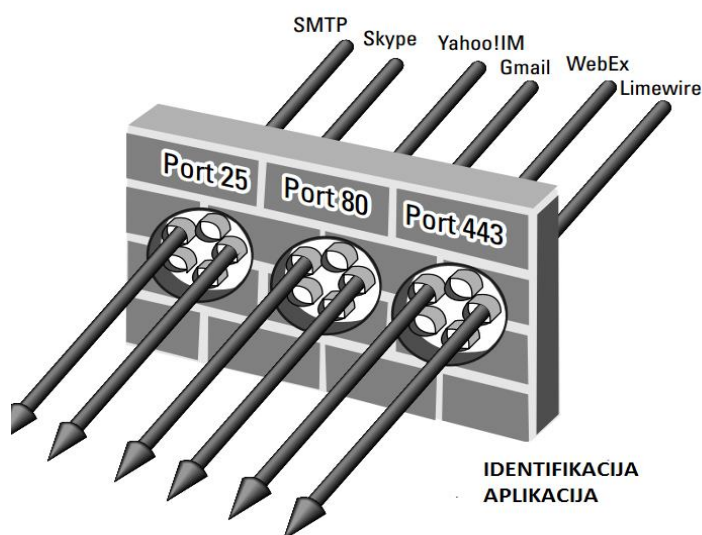 SMTP
Skype
Yahoo!IM
Gmail
WebEx
Limewire
Port 25
Port 80
Port 443
IDENTIFIKACIJA
APLIKACIJA